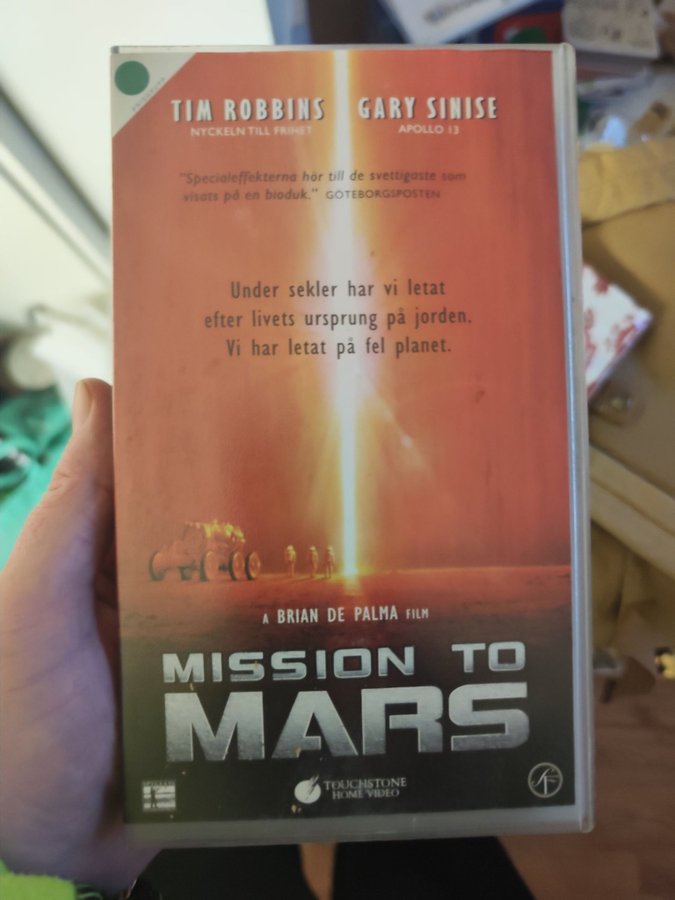 TIM ROBBINS
NYCKELN TILL FRIHET
GARY SINISE
APOLLO 13
"Specialeffekterna hör till de svettigaste som
visats på en bioduk." GÖTEBORGSPOSTEN
Under sekler har vi letat
efter livets ursprung på jorden.
Vi har letat på fel planet.
A BRIAN DE PALMA FILM
MISSION TO
MARS
TOUCHSTONE
HOME VIDEO
SF